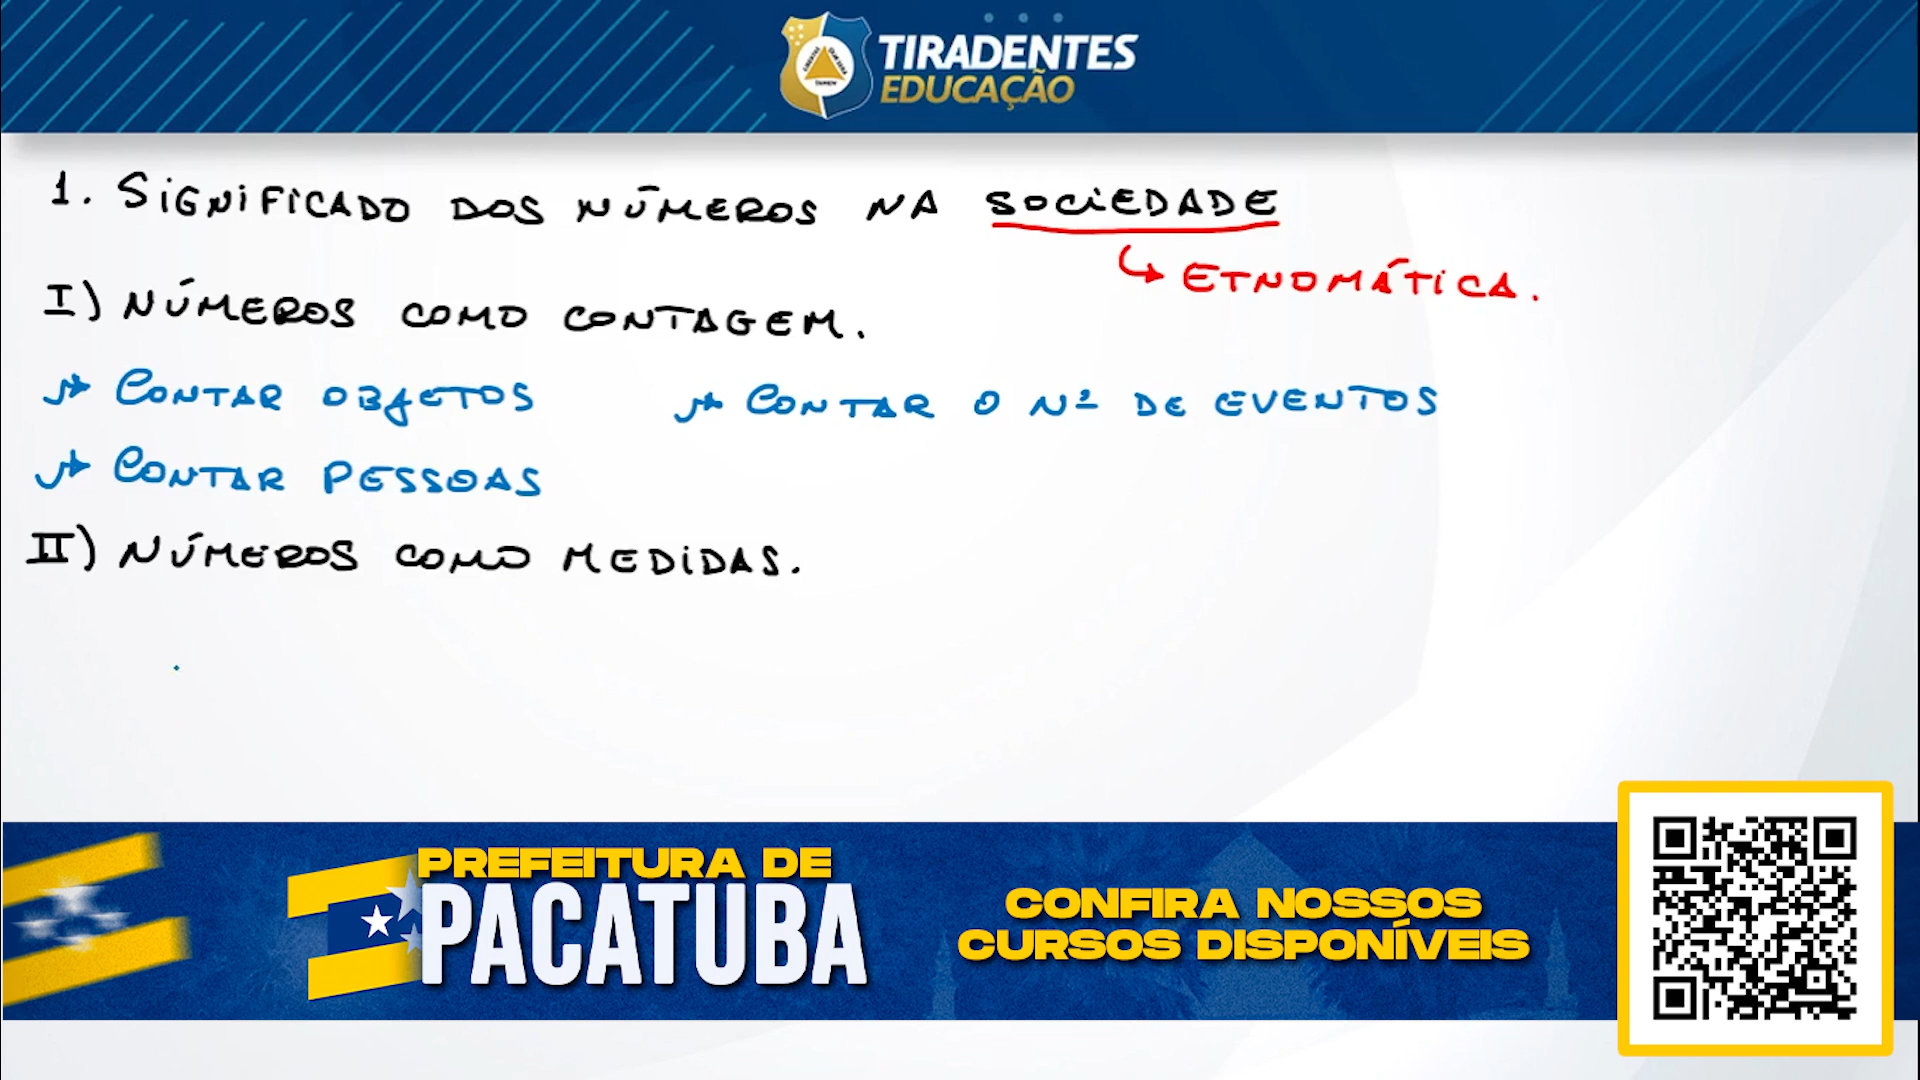 TIRADENTES
EDUCAÇÃO
1. SIGNIFICADO DOS NÚMEROS NA SOCIEDADE
↳ ETNOMÁTICA.
I) NÚMEROS COMO CONTAGEM.
CONTAR OBJETOS CONTAR O Nº DE EVENTOS
CONTAR PESSOAS
II) NÚMEROS COMO MEDIDAS.
PREFEITURA DE
PACATUBA
CONFIRA NOSSOS
CURSOS DISPONÍVEIS